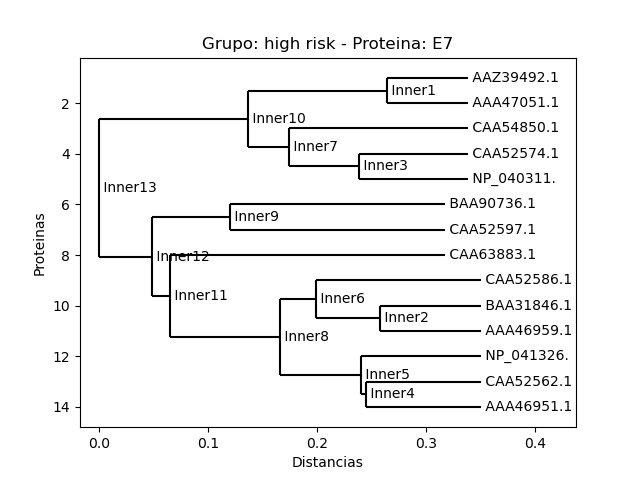 Grupo: high risk - Proteina: E7
AAZ39492.1
Inner1
2
AAA47051.1
Inner10
CAA54850.1
Inner7
4
CAA52574.1
Inner3
NP_040311.
Inner13
6
BAA90736.1
Inner9
CAA52597.1
8
Inner12
CAA63883.1
CAA52586.1
Inner11
Inner6
10
BAA31846.1
Inner2
AAA46959.1
Inner8
12
NP_041326.
Inner5
CAA52562.1
Inner4
14
AAA46951.1
Proteinas
0.0 0.1 0.2 0.3 0.4
Distancias